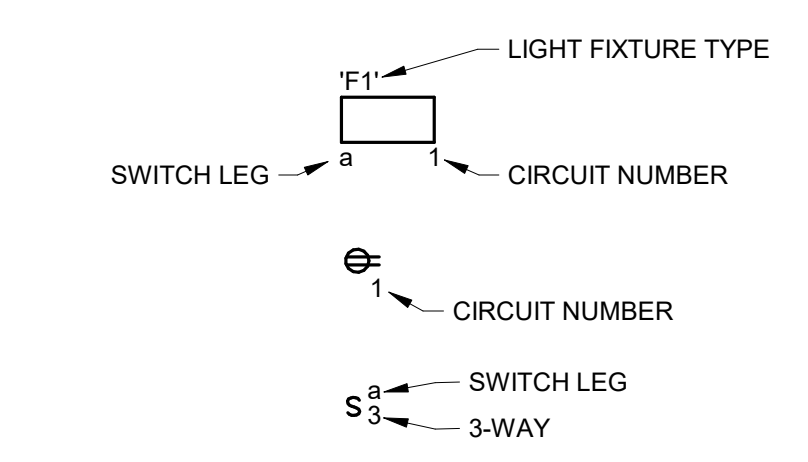 LIGHT FIXTURE TYPE
'F1'
a 1
SWITCH LEG CIRCUIT NUMBER
1
CIRCUIT NUMBER
a SWITCH LEG
S
3 3-WAY